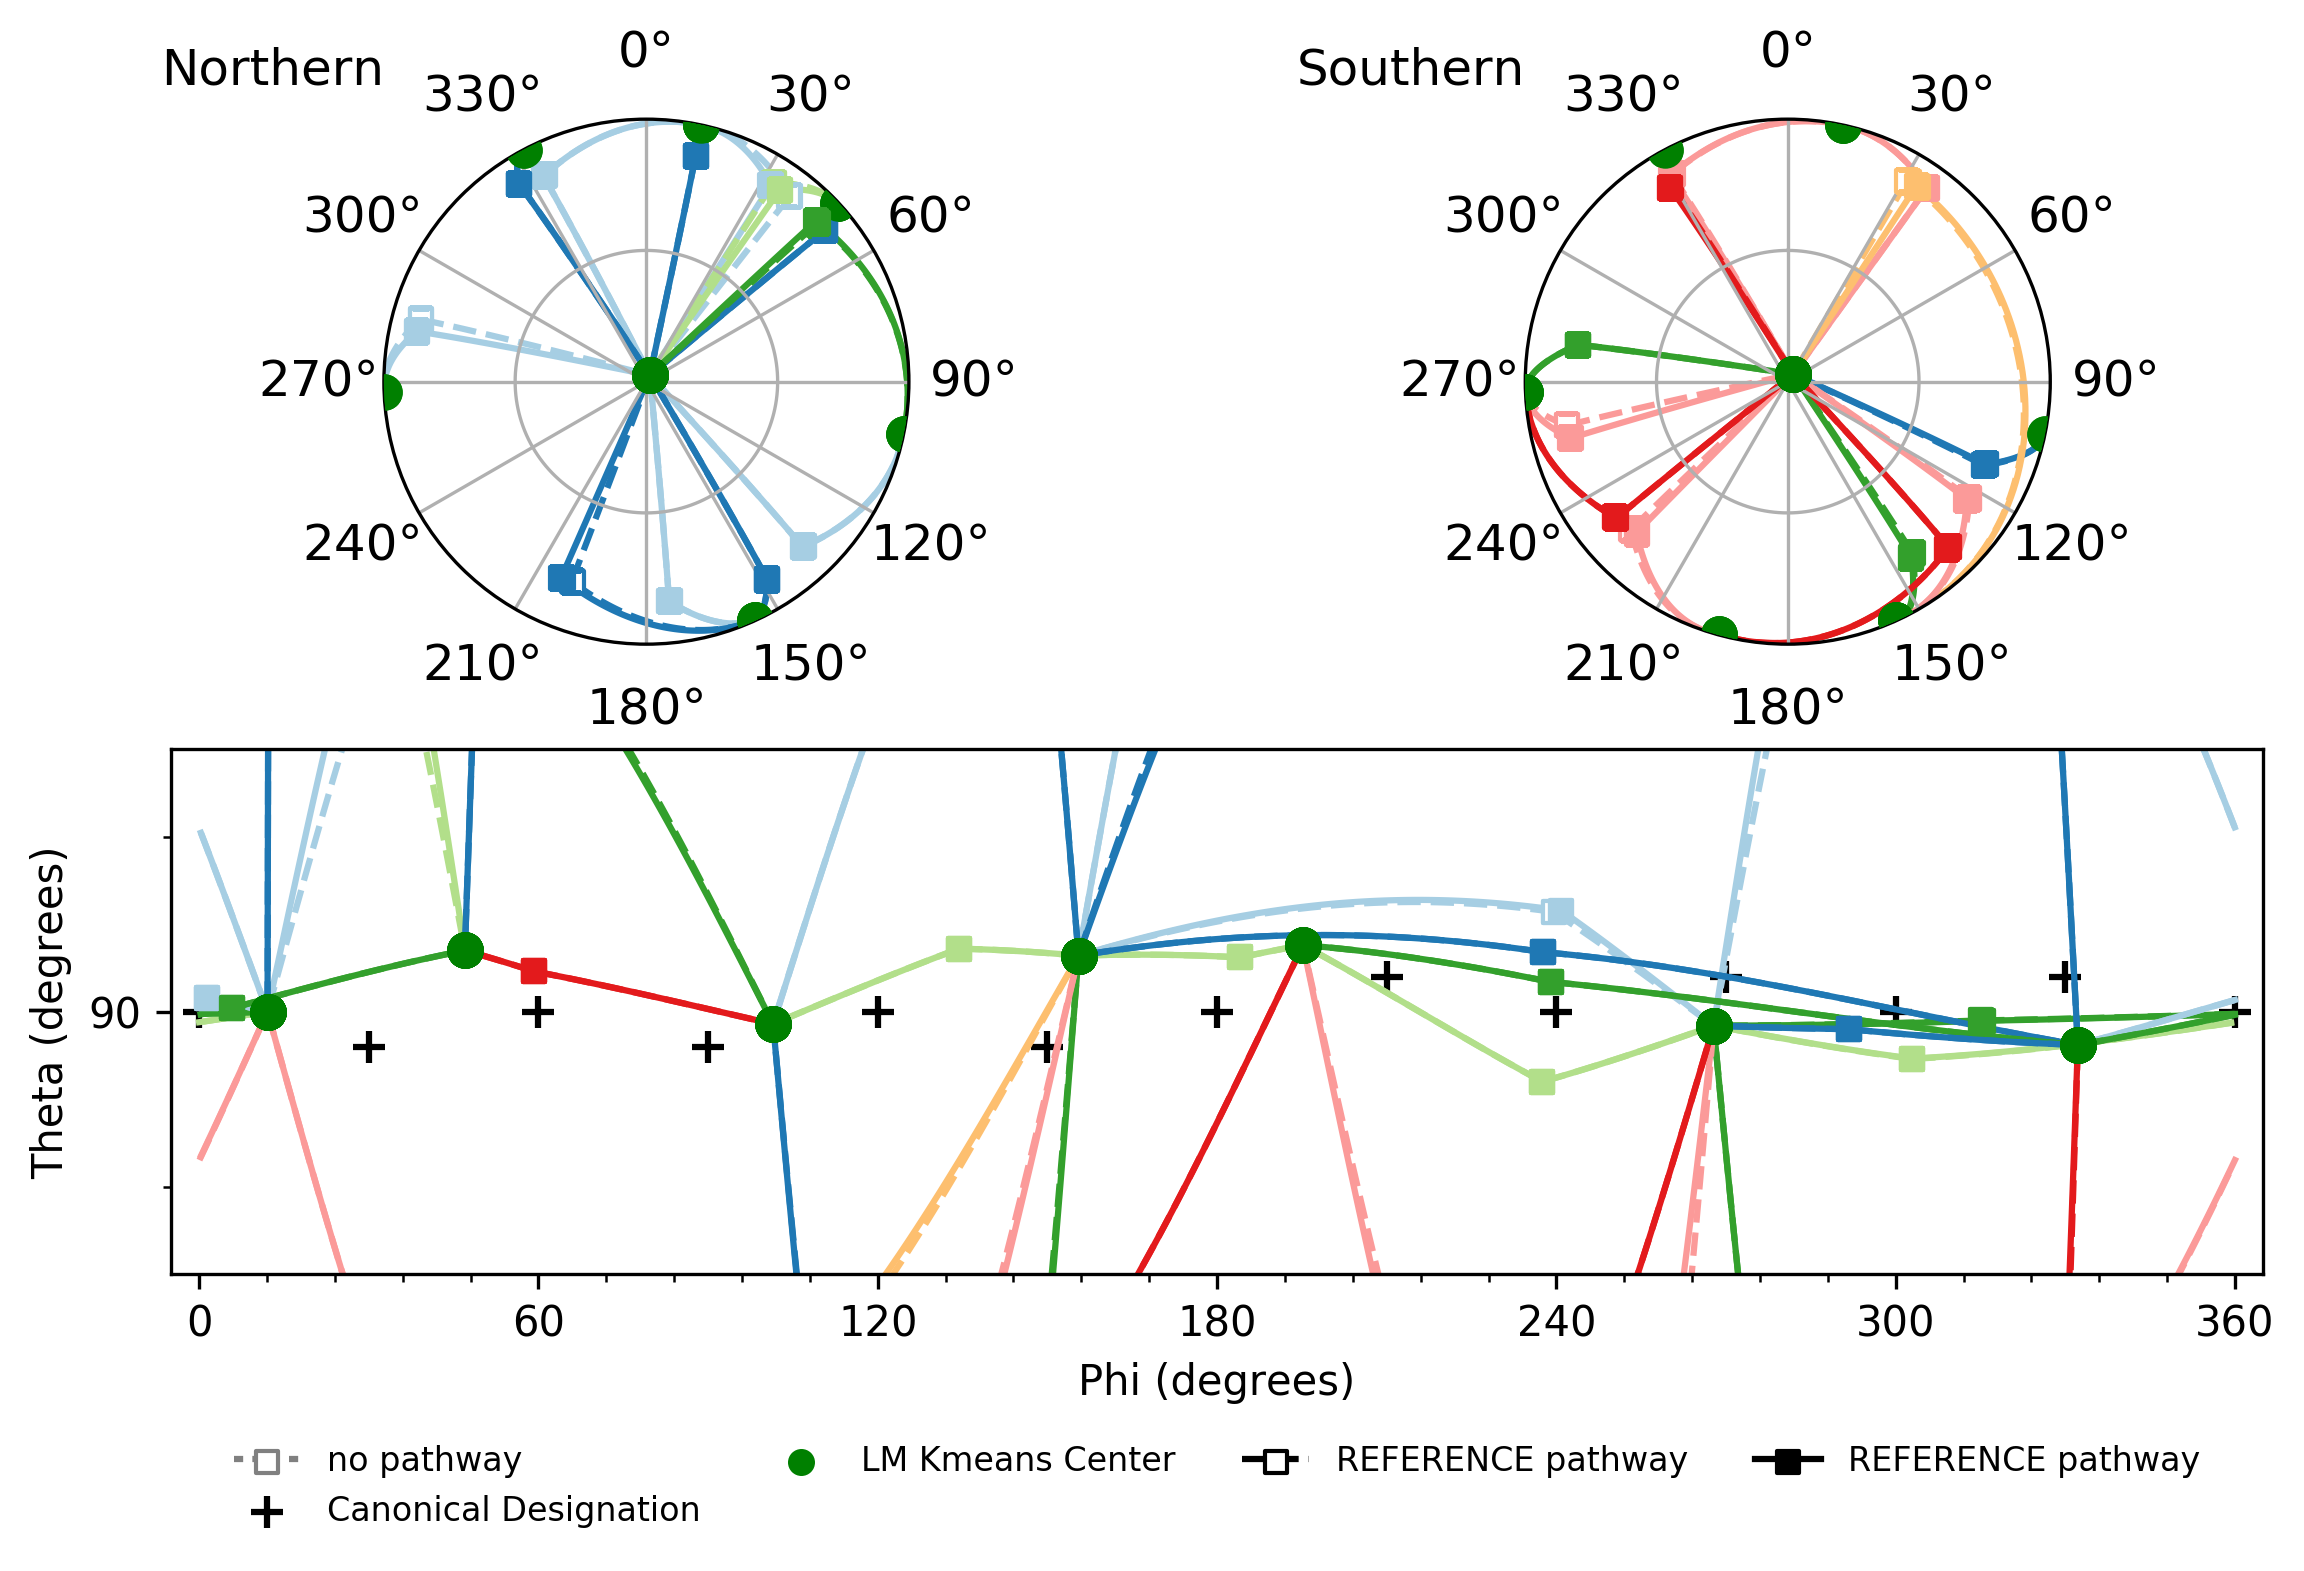 Northern
0°
30°
60°
90°
120°
150°
180°
210°
240°
270°
300°
330°
Southern
0°
30°
60°
90°
120°
150°
180°
210°
240°
270°
300°
330°
Theta (degrees)
90
0 60 120 180 240 300 360
Phi (degrees)
no pathway
Canonical Designation
LM Kmeans Center
REFERENCE pathway
REFERENCE pathway